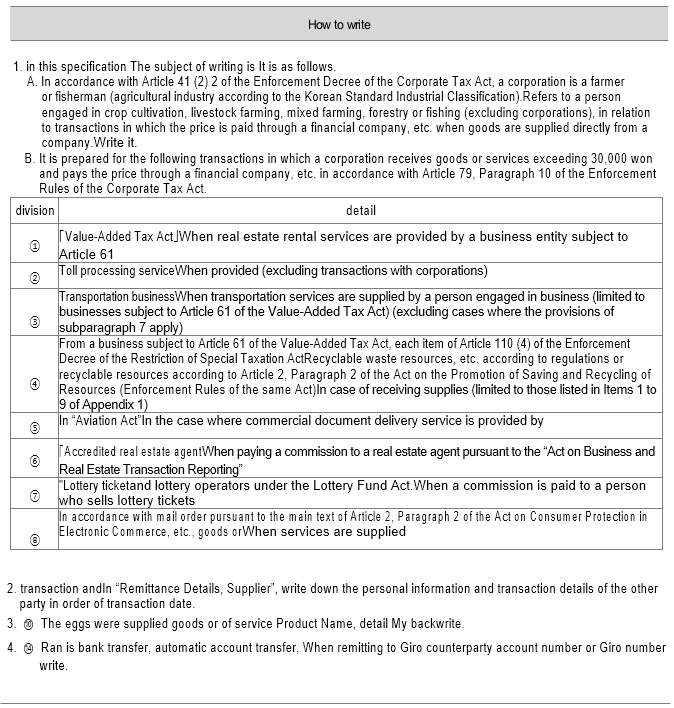 How to write
1. in this specification The subject of writing is It is as follows.
A. In accordance with Article 41 (2) 2 of the Enforcement Decree of the Corporate Tax Act, a corporation is a farmer
or fisherman (agricultural industry according to the Korean Standard Industrial Classification).Refers to a person
engaged in crop cultivation, livestock farming, mixed farming, forestry or fishing (excluding corporations), in relation
to transactions in which the price is paid through a financial company, etc. when goods are supplied directly from a
company.Write it.
B. It is prepared for the following transactions in which a corporation receives goods or services exceeding 30,000 won
and pays the price through a financial company, etc. in accordance with Article 79, Paragraph 10 of the Enforcement
Rules of the Corporate Tax Act.
division detail
① ｢Value-Added Tax Act｣When real estate rental services are provided by a business entity subject to
Article 61
② Toll processing serviceWhen provided (excluding transactions with corporations)
③ Transportation businessWhen transportation services are supplied by a person engaged in business (limited to
businesses subject to Article 61 of the Value-Added Tax Act) (excluding cases where the provisions of
subparagraph 7 apply)
④ From a business subject to Article 61 of the Value-Added Tax Act, each item of Article 110 (4) of the Enforcement
Decree of the Restriction of Special Taxation ActRecyclable waste resources, etc. according to regulations or
recyclable resources according to Article 2, Paragraph 2 of the Act on the Promotion of Saving and Recycling of
Resources (Enforcement Rules of the same Act)In case of receiving supplies (limited to those listed in Items 1 to
9 of Appendix 1)
⑤ In “Aviation Act”In the case where commercial document delivery service is provided by
⑥ ｢Accredited real estate agentWhen paying a commission to a real estate agent pursuant to the “Act on Business and
Real Estate Transaction Reporting”
⑦ "Lottery ticketand lottery operators under the Lottery Fund Act.When a commission is paid to a person
who sells lottery tickets
⑧ In accordance with mail order pursuant to the main text of Article 2, Paragraph 2 of the Act on Consumer Protection in
Electronic Commerce, etc., goods orWhen services are supplied
2. transaction andIn “Remittance Details, Supplier”, write down the personal information and transaction details of the other
party in order of transaction date.
3. ⑩ The eggs were supplied goods or of service Product Name, detail My backwrite.
4. ⑭ Ran is bank transfer, automatic account transfer, When remitting to Giro counterparty account number or Giro number
write.